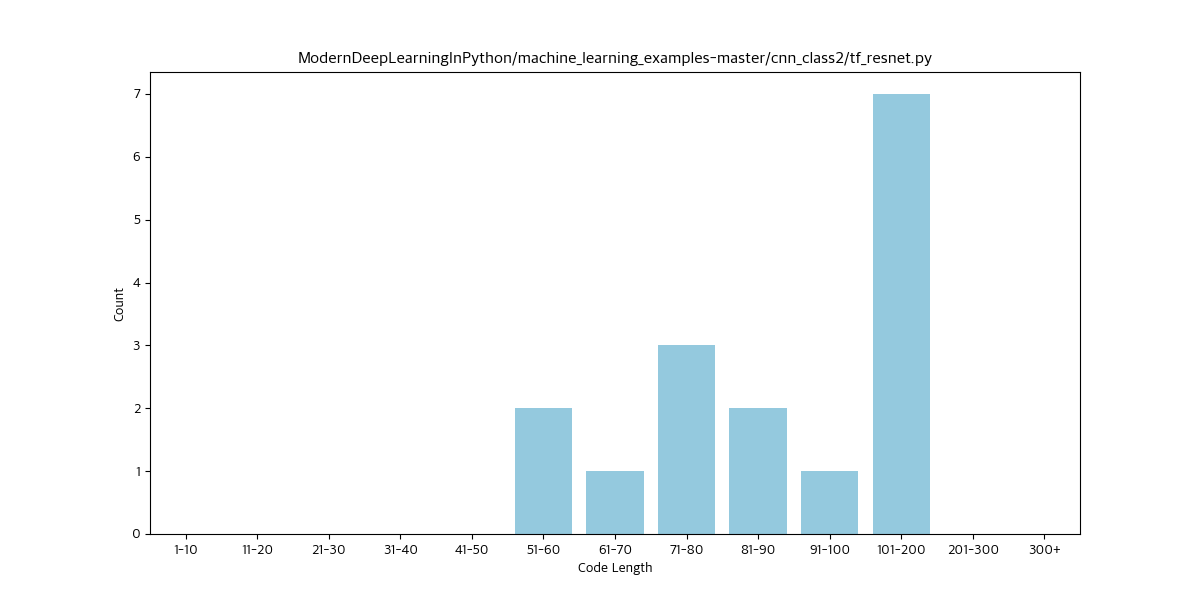 ModernDeepLearningInPython/machine_learning_examples-master/cnn_class2/tf_resnet.py
7
6
5
4
3
2
1
0
Count
1-10 11-20 21-30 31-40 41-50 51-60 61-70 71-80 81-90 91-100 101-200 201-300 300+
Code Length